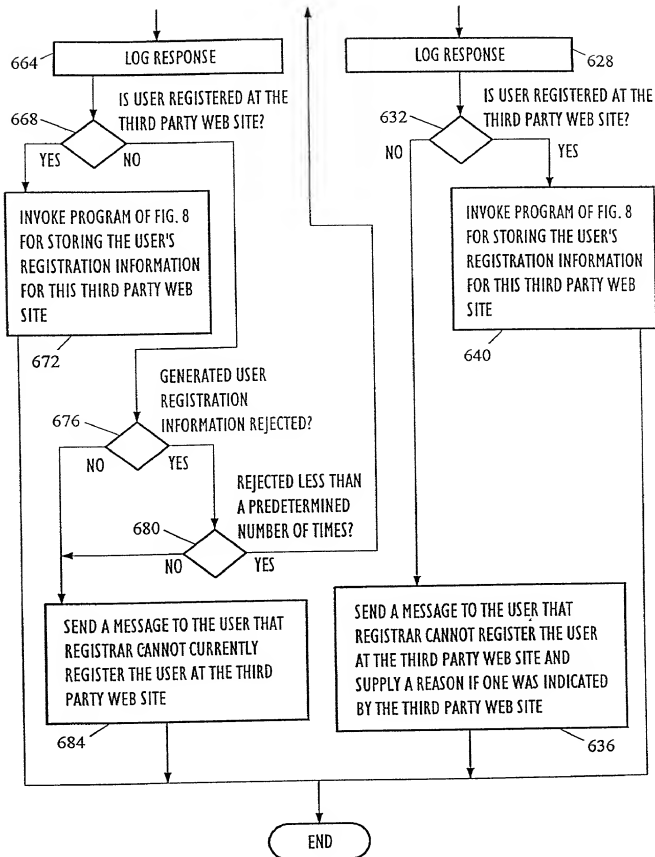 664
LOG RESPONSE
668
IS USER REGISTERED AT THE
THIRD PARTY WEB SITE?
YES
NO
INVOKE PROGRAM OF FIG. 8
FOR STORING THE USER'S
REGISTRATION INFORMATION
FOR THIS THIRD PARTY WEB
SITE
672
GENERATED USER
REGISTRATION
INFORMATION REJECTED?
676
NO
YES
REJECTED LESS THAN
A PREDETERMINED
NUMBER OF TIMES?
680
NO
YES
SEND A MESSAGE TO THE USER THAT
REGISTRAR CANNOT CURRENTLY
REGISTER THE USER AT THE THIRD
PARTY WEB SITE
684
LOG RESPONSE
628
IS USER REGISTERED AT THE
THIRD PARTY WEB SITE?
632
NO
YES
INVOKE PROGRAM OF FIG. 8
FOR STORING THE USER'S
REGISTRATION INFORMATION
FOR THIS THIRD PARTY WEB
SITE
640
SEND A MESSAGE TO THE USER THAT
REGISTRAR CANNOT REGISTER THE USER
AT THE THIRD PARTY WEB SITE AND
SUPPLY A REASON IF ONE WAS INDICATED
BY THE THIRD PARTY WEB SITE
636
END